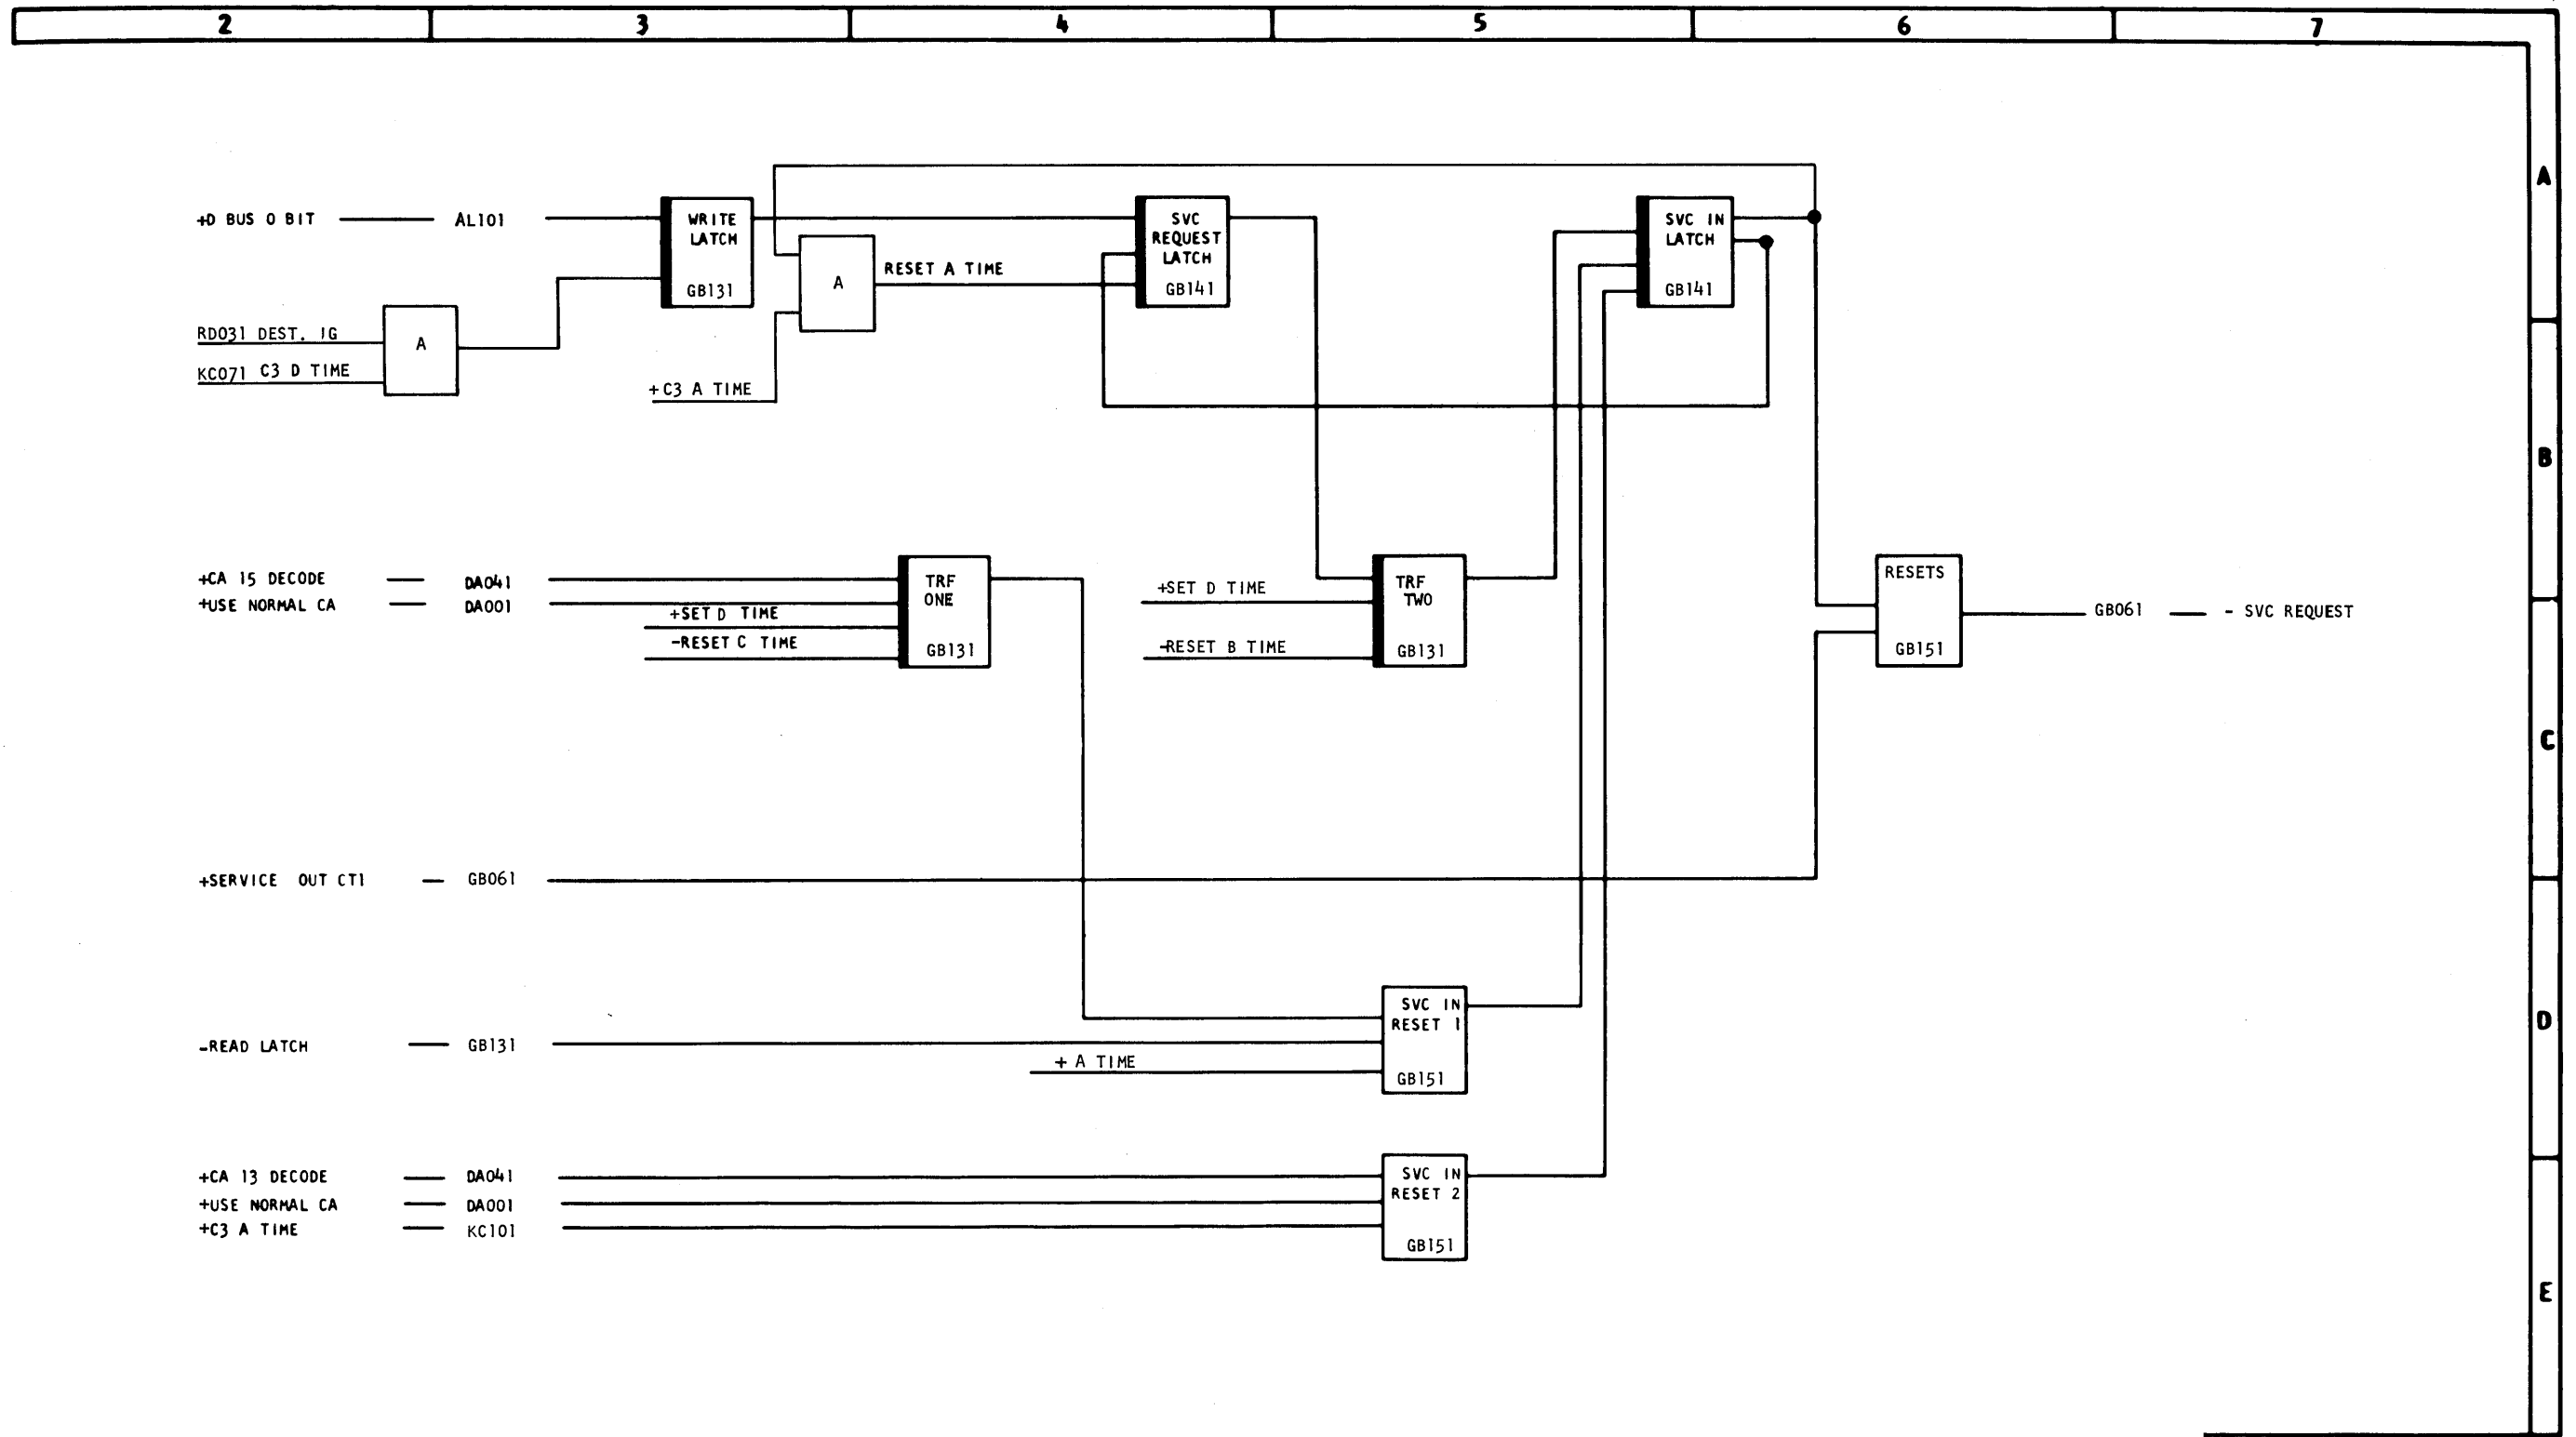 2 3 4 5 6 7
A
+D BUS 0 BIT AL101
WRITE
LATCH
GB131
A
RESET A TIME
SVC
REQUEST
LATCH
GB141
SVC IN
LATCH
GB141
RD031 DEST. IG
KC071 C3 D TIME
A
+C3 A TIME
B
+CA 15 DECODE DA041
+USE NORMAL CA DA001
+SET D TIME
-RESET C TIME
TRF
ONE
GB131
+SET D TIME
-RESET B TIME
TRF
TWO
GB131
RESETS
GB151
GB061 - SVC REQUEST
C
+SERVICE OUT CT1 GB061
-READ LATCH GB131
+ A TIME
SVC IN
RESET 1
GB151
D
+CA 13 DECODE DA041
+USE NORMAL CA DA001
+C3 A TIME KC101
SVC IN
RESET 2
GB151
E